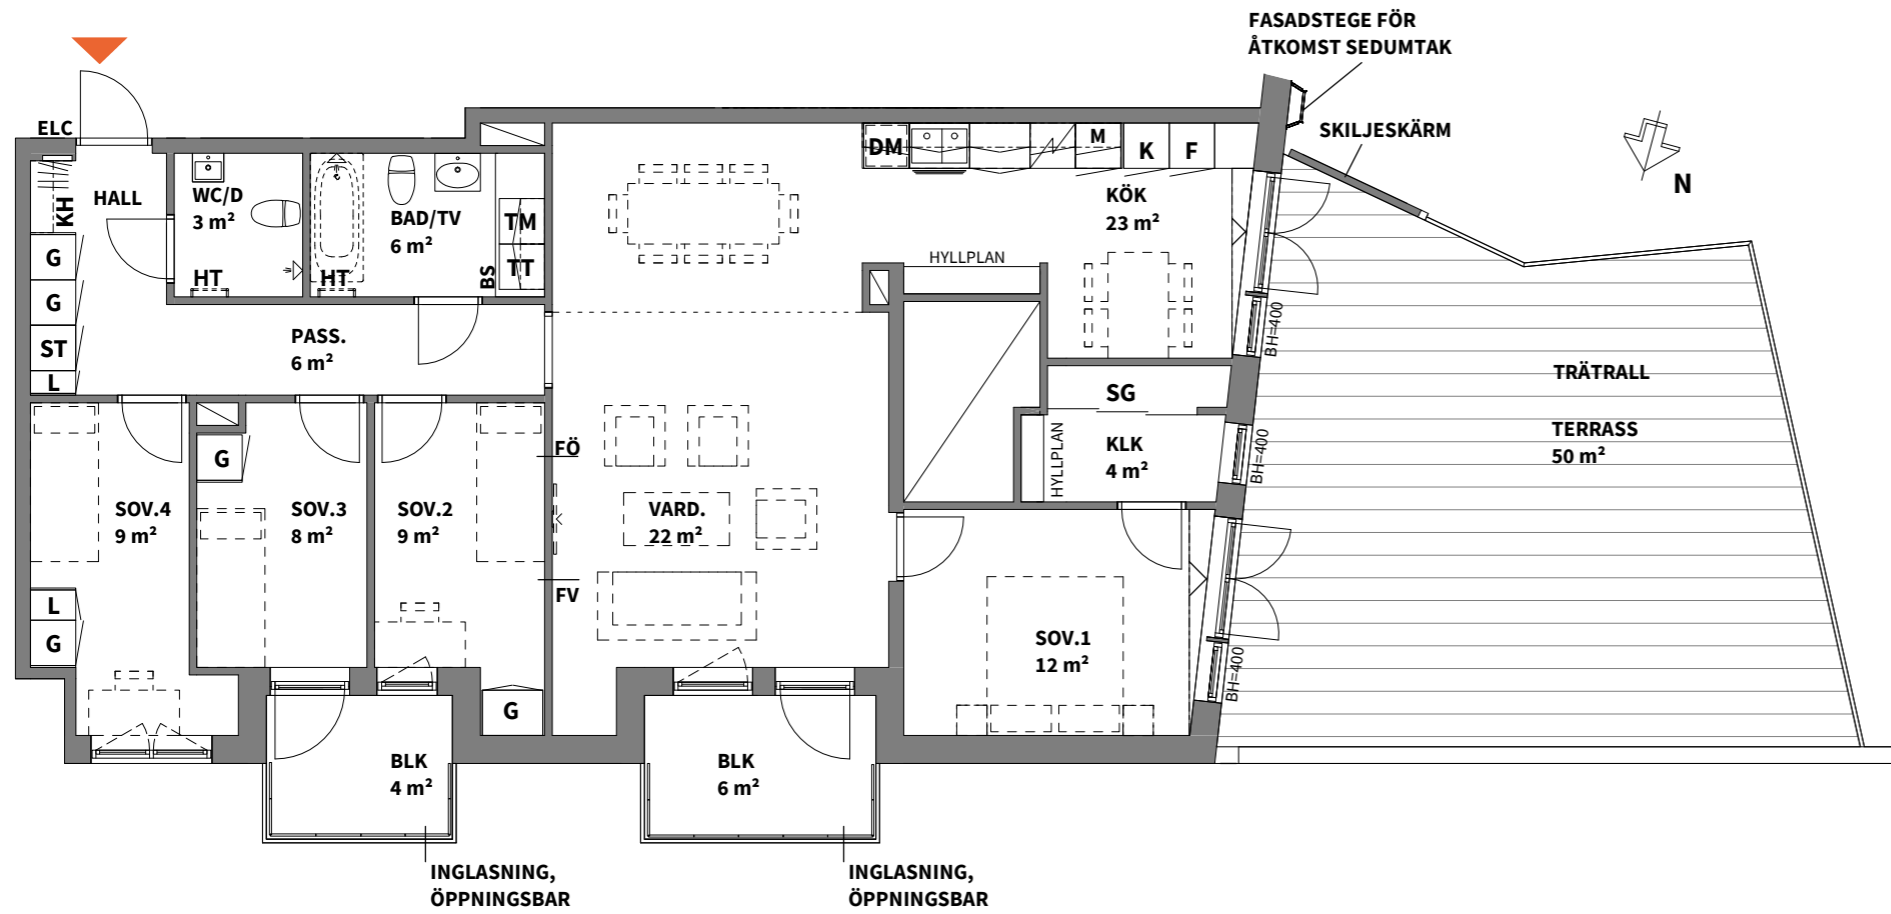 FASADSTEGE FÖR
ÅTKOMST SEDUMTAK
SKILJESKÄRM
N
ELC
HALL
KH
G
G
ST
L
WC/D
3 m²
HT
BAD/TV
6 m²
HT
BS
TM
TT
PASS.
6 m²
DM
M
K
F
KÖK
23 m²
HYLLPLAN
BH=400
SG
KLK
4 m²
HYLLPLAN
BH=400
TRÄTRALL
TERRASS
50 m²
SOV.4
9 m²
L
G
G
SOV.3
8 m²
SOV.2
9 m²
G
FÖ
FV
VARD.
22 m²
SOV.1
12 m²
BH=400
BLK
4 m²
BLK
6 m²
INGLASNING,
ÖPPNINGSBAR
INGLASNING,
ÖPPNINGSBAR